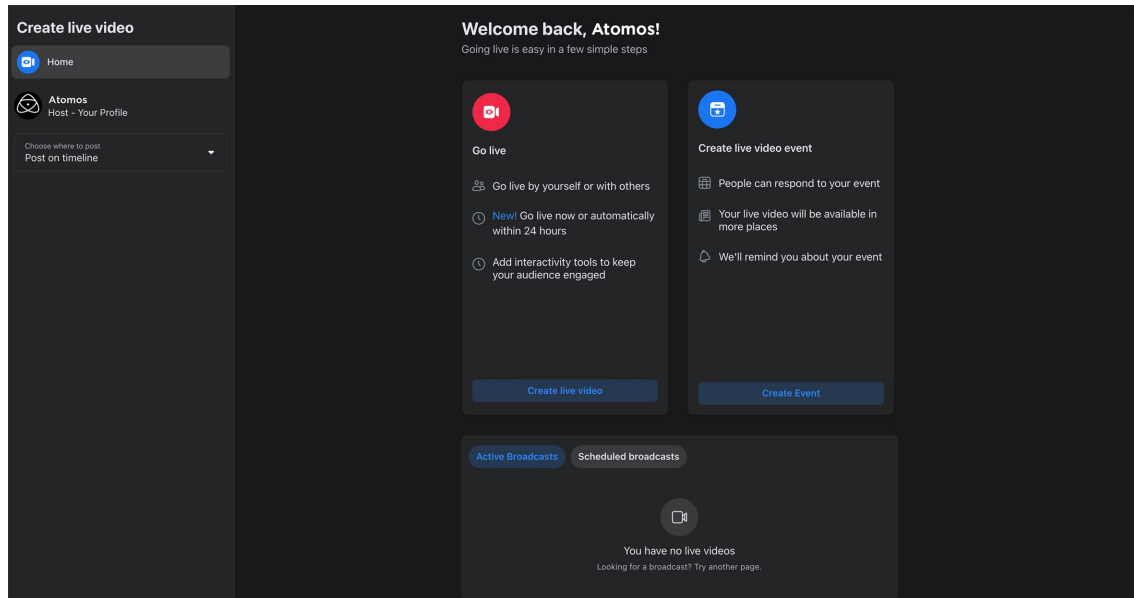 Create live video
Home
Atomos
Host - Your Profile
Choose where to post
Post on timeline
Welcome back, Atomos!
Going live is easy in a few simple steps
Go live
Go live by yourself or with others
New! Go live now or automatically
within 24 hours
Add interactivity tools to keep
your audience engaged
Create live video
Create live video event
People can respond to your event
Your live video will be available in
more places
We'll remind you about your event
Create Event
Active Broadcasts
Scheduled broadcasts
You have no live videos
Looking for a broadcast? Try another page.